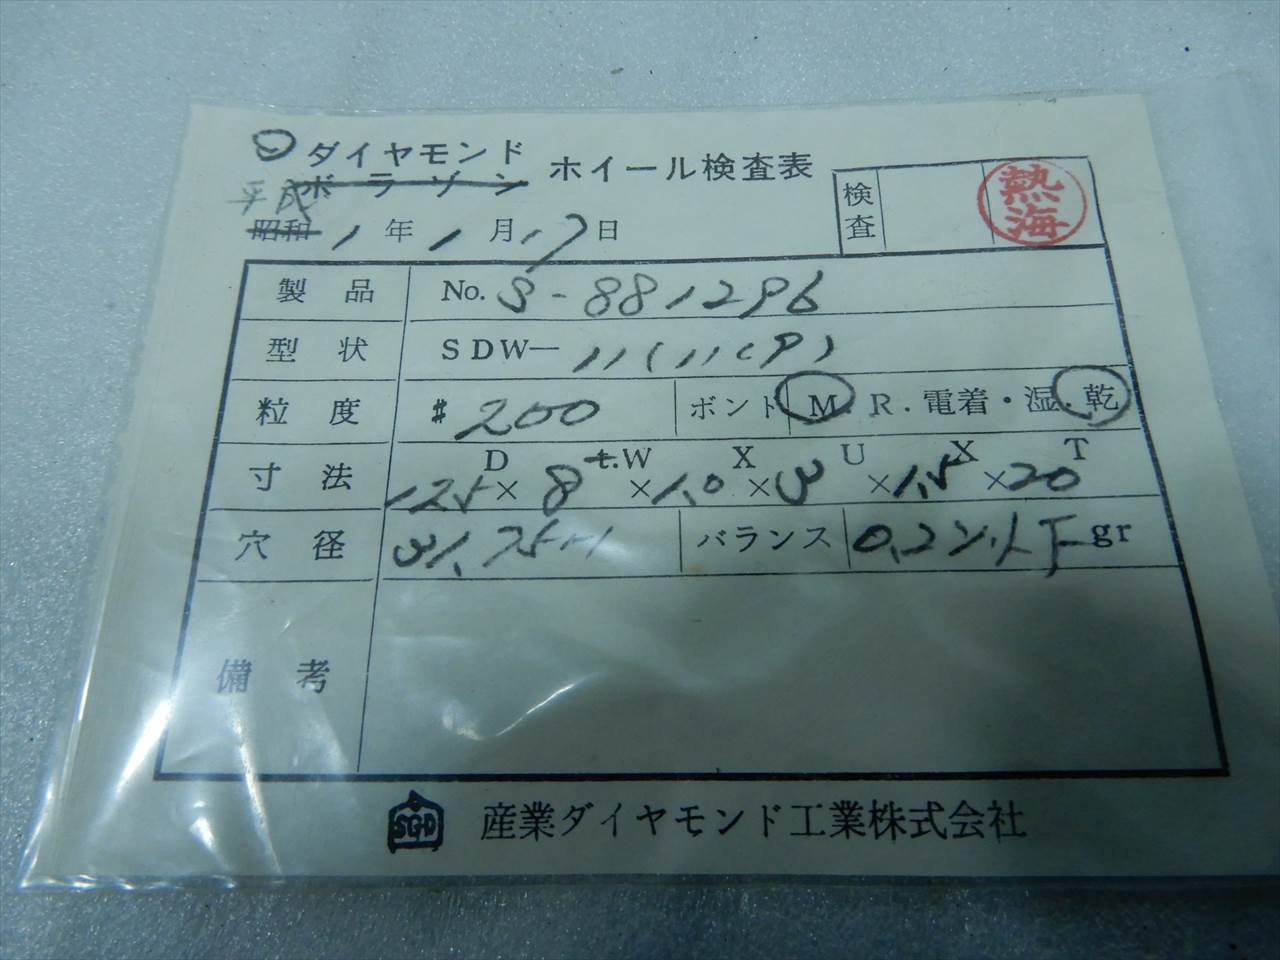 ダイヤモンド
ボラゾン
ホイール検査表
平成
昭和 1年 1月 17日
検査 熱海
製品 No. S-881296
型状 SDW- 11(11(P)
粒度 # 200 ボンド M. R. 電着・湿. 乾
寸法 D t.W X U X T
125 × 8 × 1.0 × 3 × 1.5 × 20
穴径 31.75 バランス 0.2 以下 gr
備考
SGD 産業ダイヤモンド工業株式会社